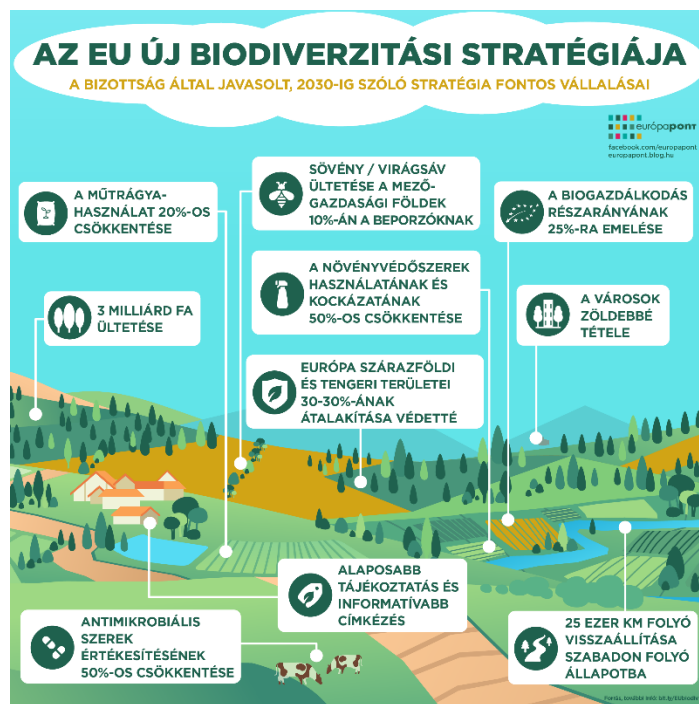 AZ EU ÚJ BIODIVERZITÁSI STRATÉGIÁJA
A BIZOTTSÁG ÁLTAL JAVASOLT, 2030-IG SZÓLÓ STRATÉGIA FONTOS VÁLLALÁSAI
európapont
facebook.com/europapont
europapont.blog.hu
A MŰTRÁGYA-
HASZNÁLAT 20%-OS
CSÖKKENTÉSE
SÖVÉNY / VIRÁGSÁV
ÜLTETÉSE A MEZŐ-
GAZDASÁGI FÖLDEK
10%-ÁN A BEPORZÓKNAK
A BIOGAZDÁLKODÁS
RÉSZARÁNYÁNAK
25%-RA EMELÉSE
3 MILLIÁRD FA
ÜLTETÉSE
A NÖVÉNYVÉDŐSZEREK
HASZNÁLATÁNAK ÉS
KOCKÁZATÁNAK
50%-OS CSÖKKENTÉSE
A VÁROSOK
ZÖLDEBBÉ
TÉTELE
EURÓPA SZÁRAZFÖLDI
ÉS TENGERI TERÜLETEI
30-30%-ÁNAK
ÁTALAKÍTÁSA VÉDETTÉ
ALAPOSABB
TÁJÉKOZTATÁS ÉS
INFORMATÍVABB
CÍMKÉZÉS
ANTIMIKROBIÁLIS
SZEREK
ÉRTÉKESÍTÉSÉNEK
50%-OS CSÖKKENTÉSE
25 EZER KM FOLYÓ
VISSZAÁLLÍTÁSA
SZABADON FOLYÓ
ÁLLAPOTBA
Forrás, további infó: